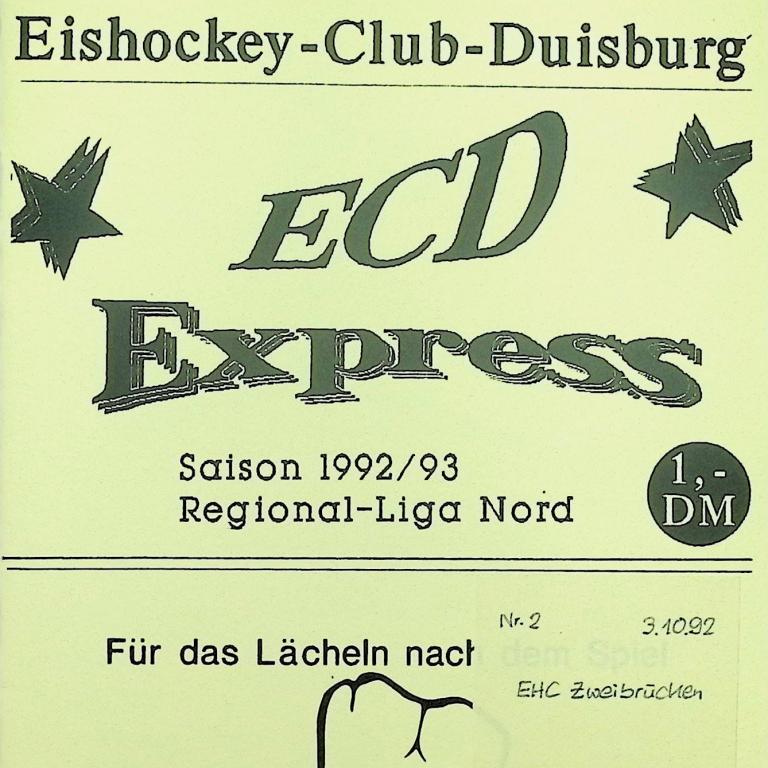 Eishockey-Club-Duisburg
ECD
Express
Saison 1992/93
Regional-Liga Nord
1,-
DM
Nr. 2 3.10.92
Für das Lächeln nach dem Spiel
EHC Zweibrücken